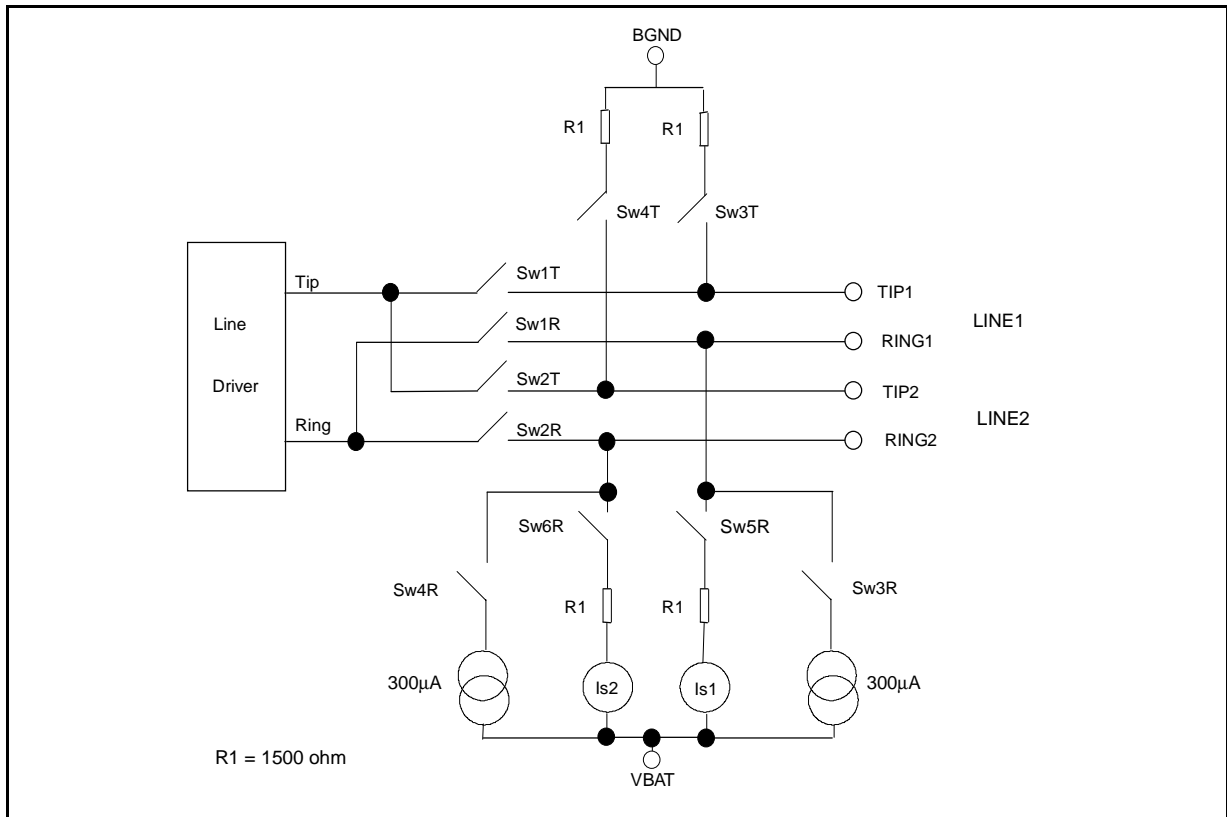 BGND
R1
R1
Sw4T
Sw3T
Tip
Sw1T
TIP1
Line
Sw1R
LINE1
RING1
Driver
Sw2T
TIP2
Ring
Sw2R
LINE2
RING2
Sw6R
Sw5R
Sw4R
Sw3R
R1
R1
300µA
Is2
Is1
300µA
R1 = 1500 ohm
VBAT